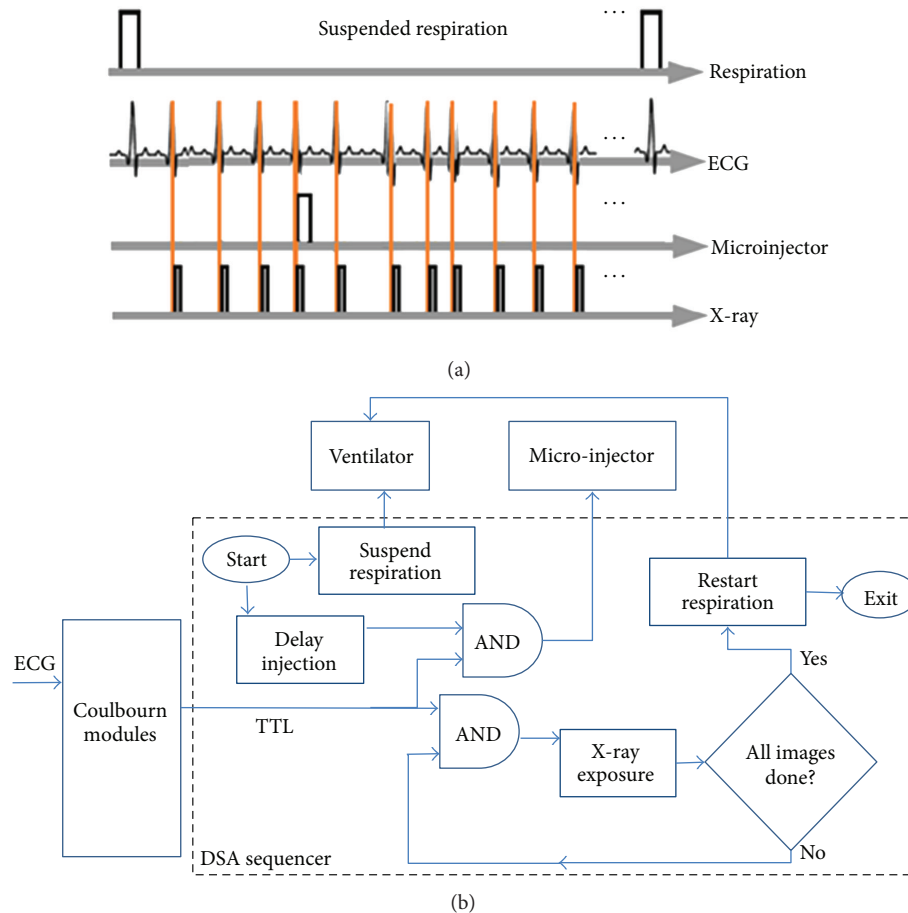 Suspended respiration
...
Respiration
...
ECG
...
Microinjector
...
X-ray
(a)
Ventilator
Micro-injector
Start
Suspend
respiration
Restart
respiration
Exit
Delay
injection
AND
ECG
Coulbourn
modules
TTL
AND
X-ray
exposure
Yes
All images
done?
No
DSA sequencer
(b)